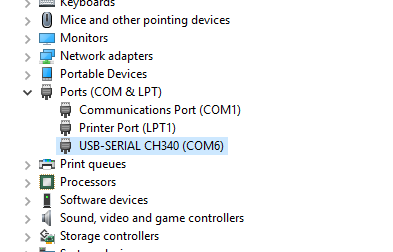 Keyboards
Mice and other pointing devices
Monitors
Network adapters
Portable Devices
Ports (COM & LPT)
Communications Port (COM1)
Printer Port (LPT1)
USB-SERIAL CH340 (COM6)
Print queues
Processors
Software devices
Sound, video and game controllers
Storage controllers